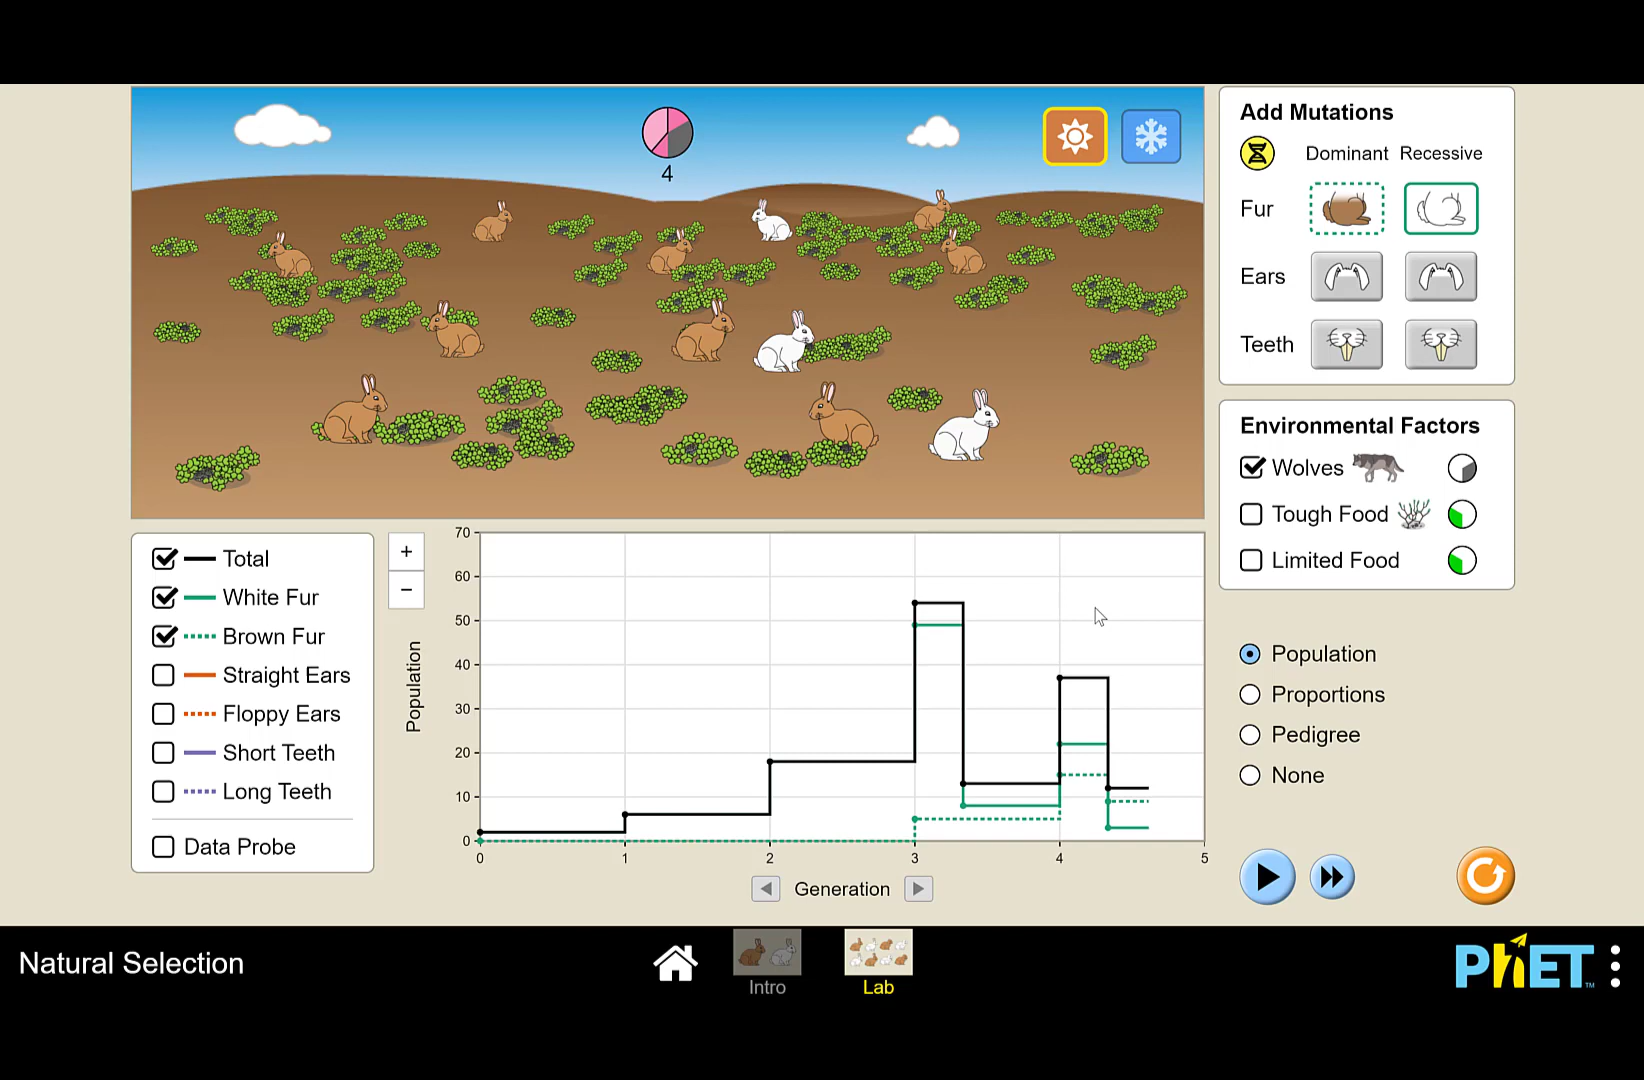 4
Add Mutations
Dominant Recessive
Fur
Ears
Teeth
Environmental Factors
Wolves
Tough Food
Limited Food
Total
White Fur
Brown Fur
Straight Ears
Floppy Ears
Short Teeth
Long Teeth
Data Probe
+
−
Population
70
60
50
40
30
20
10
0
0 1 2 3 4 5
Generation
Population
Proportions
Pedigree
None
Natural Selection
Intro
Lab
PhET™